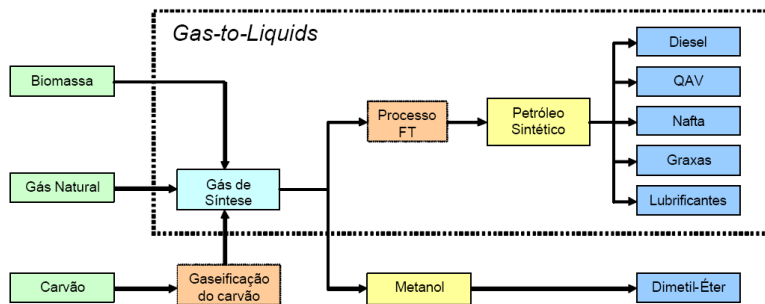 Gas-to-Liquids
Diesel
Biomassa
QAV
Processo
FT
Petróleo
Sintético
Nafta
Gás Natural
Gás de
Síntese
Graxas
Lubrificantes
Carvão
Gaseificação
do carvão
Metanol
Dimetil-Éter